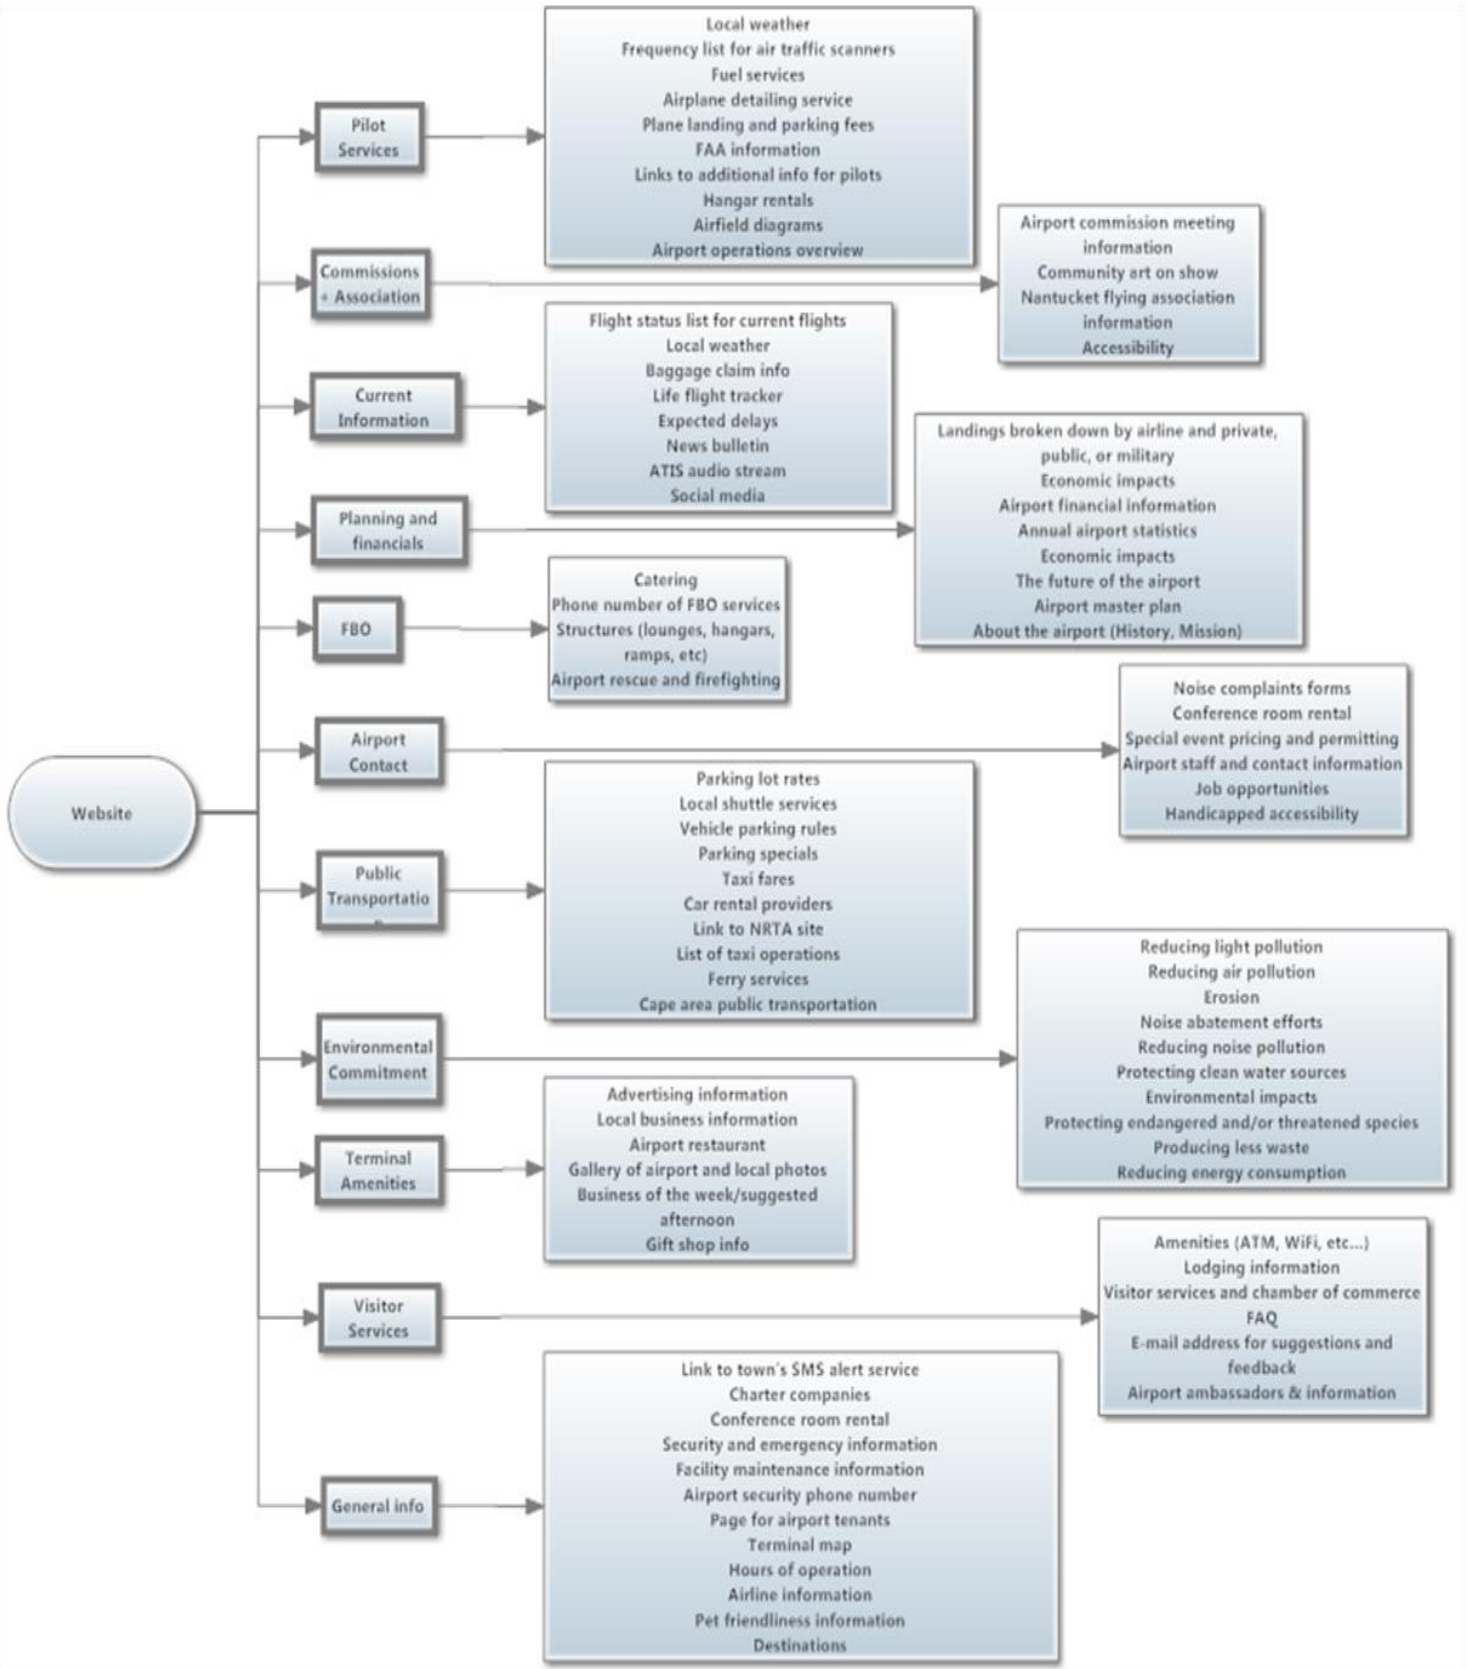 Website
Pilot
Services
Local weather
Frequency list for air traffic scanners
Fuel services
Airplane detailing service
Plane landing and parking fees
FAA information
Links to additional info for pilots
Hangar rentals
Airfield diagrams
Airport operations overview
Commissions
+ Association
Airport commission meeting
information
Community art on show
Nantucket flying association
information
Accessibility
Current
Information
Flight status list for current flights
Local weather
Baggage claim info
Life flight tracker
Expected delays
News bulletin
ATIS audio stream
Social media
Planning and
financials
Landings broken down by airline and private,
public, or military
Economic impacts
Airport financial information
Annual airport statistics
Economic impacts
The future of the airport
Airport master plan
About the airport (History, Mission)
FBO
Catering
Phone number of FBO services
Structures (lounges, hangars,
ramps, etc)
Airport rescue and firefighting
Airport
Contact
Noise complaints forms
Conference room rental
Special event pricing and permitting
Airport staff and contact information
Job opportunities
Handicapped accessibility
Public
Transportatio
n
Parking lot rates
Local shuttle services
Vehicle parking rules
Parking specials
Taxi fares
Car rental providers
Link to NRTA site
List of taxi operations
Ferry services
Cape area public transportation
Environmental
Commitment
Reducing light pollution
Reducing air pollution
Erosion
Noise abatement efforts
Reducing noise pollution
Protecting clean water sources
Environmental impacts
Protecting endangered and/or threatened species
Producing less waste
Reducing energy consumption
Terminal
Amenities
Advertising information
Local business information
Airport restaurant
Gallery of airport and local photos
Business of the week/suggested
afternoon
Gift shop info
Visitor
Services
Amenities (ATM, WiFi, etc...)
Lodging information
Visitor services and chamber of commerce
FAQ
E-mail address for suggestions and
feedback
Airport ambassadors & information
General info
Link to town's SMS alert service
Charter companies
Conference room rental
Security and emergency information
Facility maintenance information
Airport security phone number
Page for airport tenants
Terminal map
Hours of operation
Airline information
Pet friendliness information
Destinations